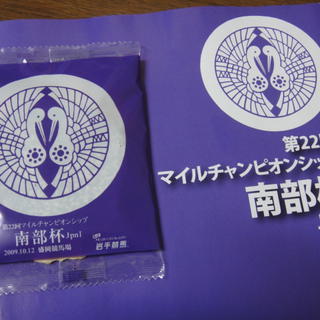 第22回マイルチャンピオンシップ
南部杯 JpnI
2009.10.12 盛岡競馬場
岩手競馬
第22
マイルチャンピオンシッ
南部